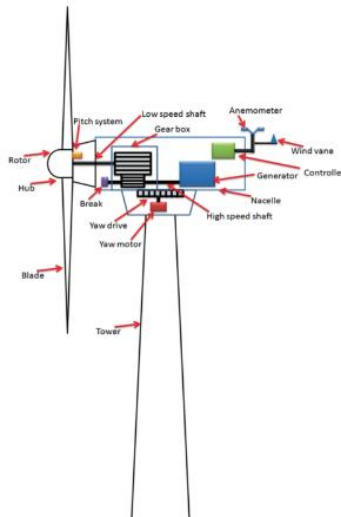 Anemometer
Pitch system
Low speed shaft
Gear box
Wind vane
Rotor
Controlle
Hub
Generator
Break
Nacelle
High speed shaft
Yaw drive
Yaw motor
Blade
Tower